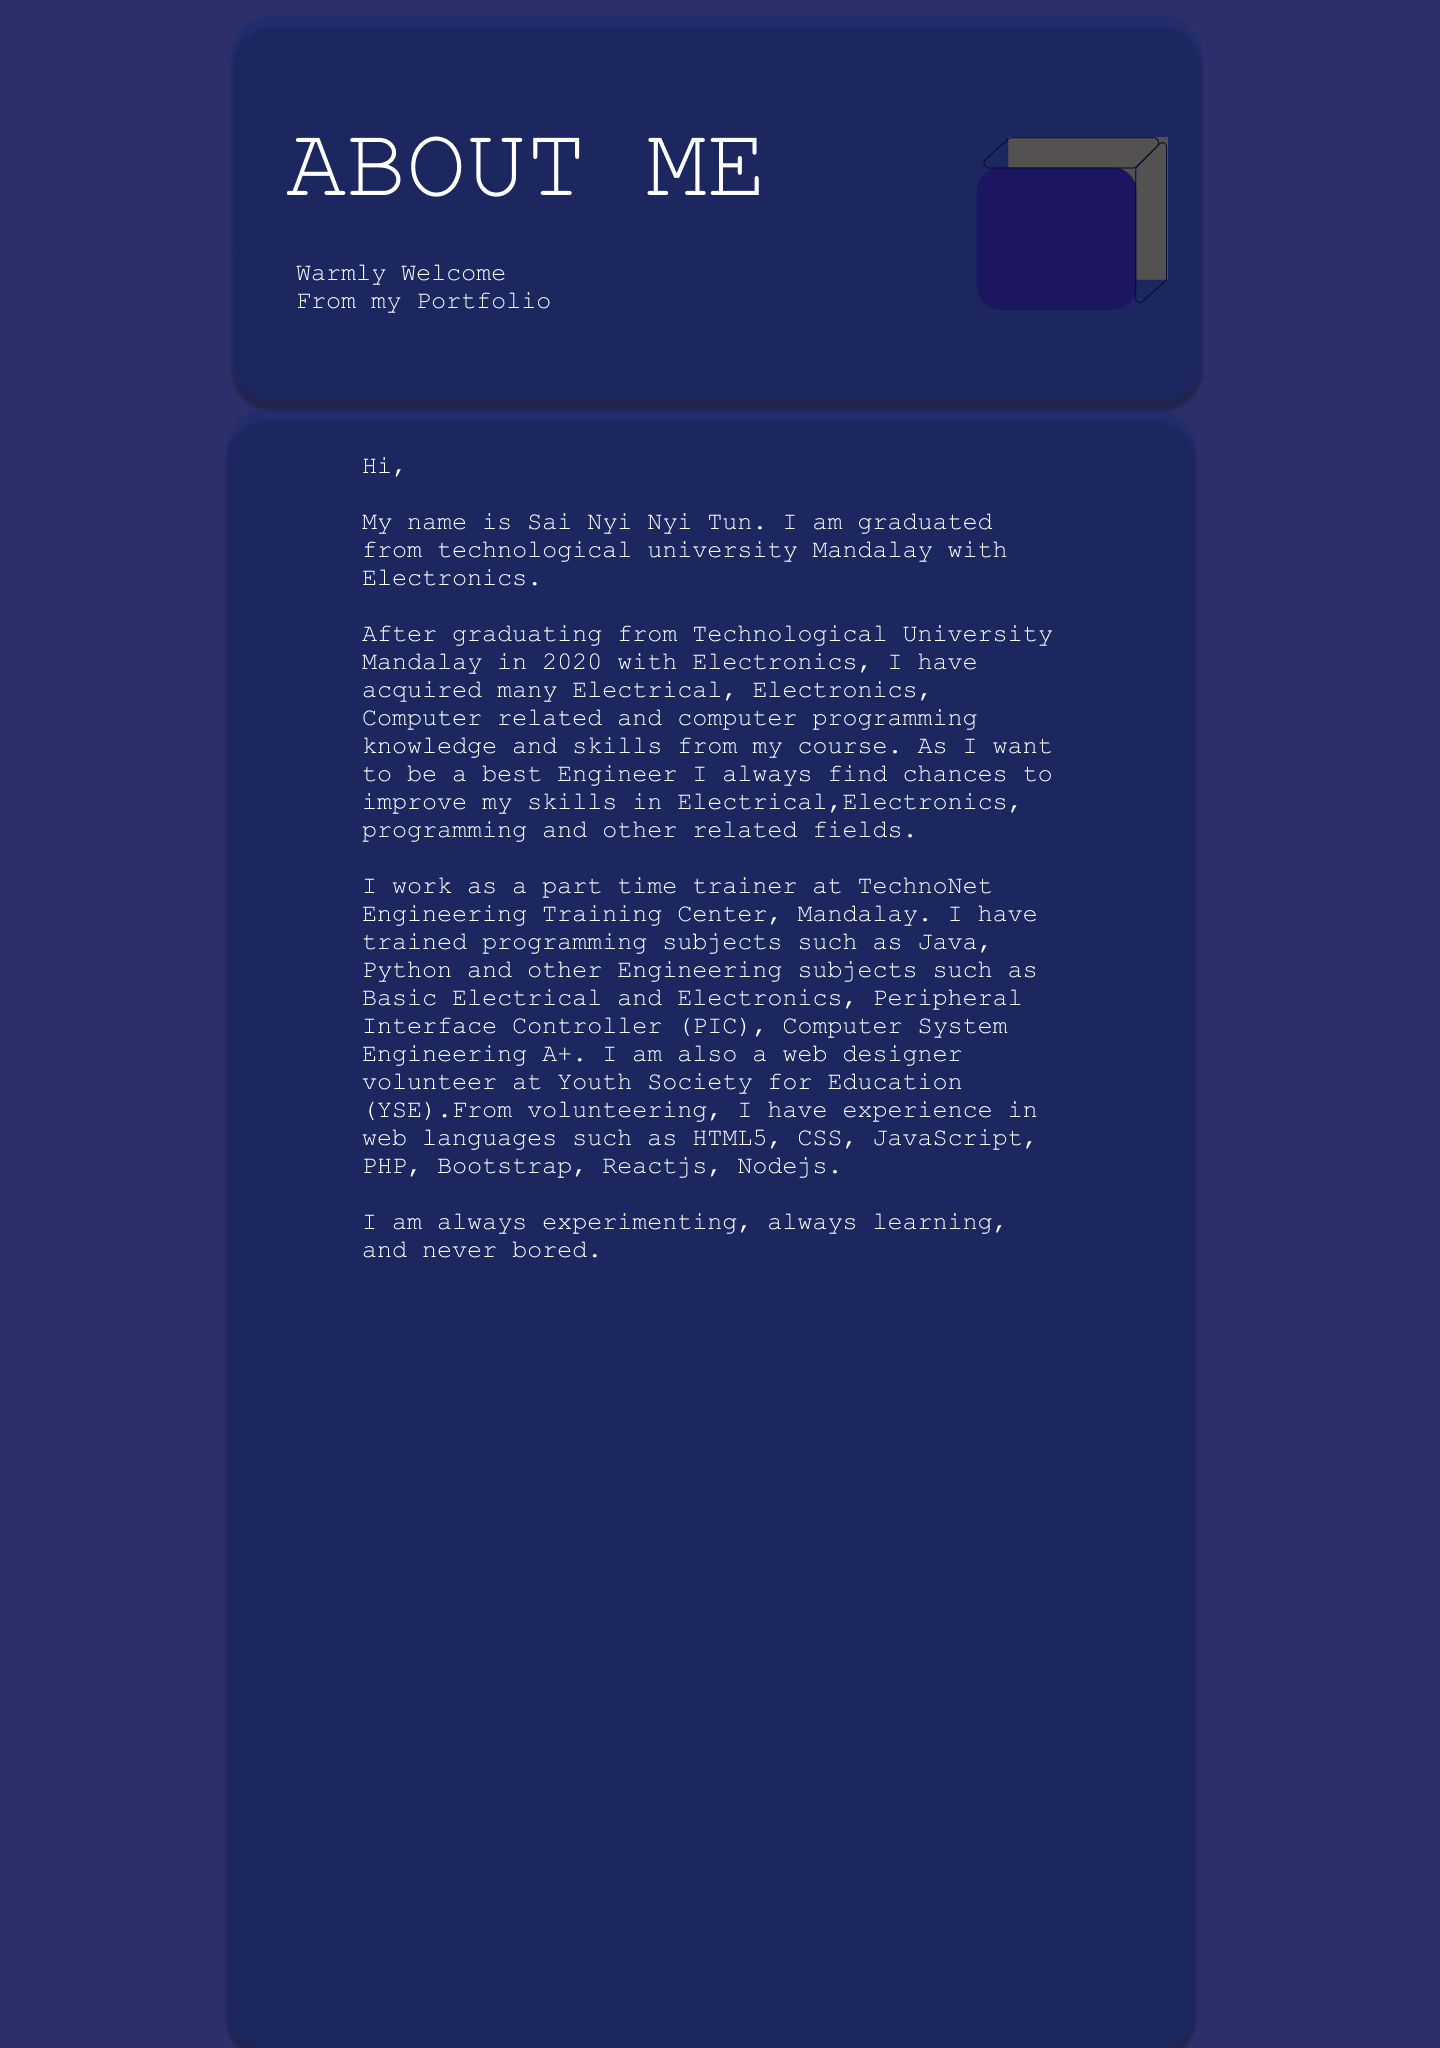 ABOUT ME
Warmly Welcome
From my Portfolio
Hi,
My name is Sai Nyi Nyi Tun. I am graduated
from technological university Mandalay with
Electronics.
After graduating from Technological University
Mandalay in 2020 with Electronics, I have
acquired many Electrical, Electronics,
Computer related and computer programming
knowledge and skills from my course. As I want
to be a best Engineer I always find chances to
improve my skills in Electrical,Electronics,
programming and other related fields.
I work as a part time trainer at TechnoNet
Engineering Training Center, Mandalay. I have
trained programming subjects such as Java,
Python and other Engineering subjects such as
Basic Electrical and Electronics, Peripheral
Interface Controller (PIC), Computer System
Engineering A+. I am also a web designer
volunteer at Youth Society for Education
(YSE).From volunteering, I have experience in
web languages such as HTML5, CSS, JavaScript,
PHP, Bootstrap, Reactjs, Nodejs.
I am always experimenting, always learning,
and never bored.